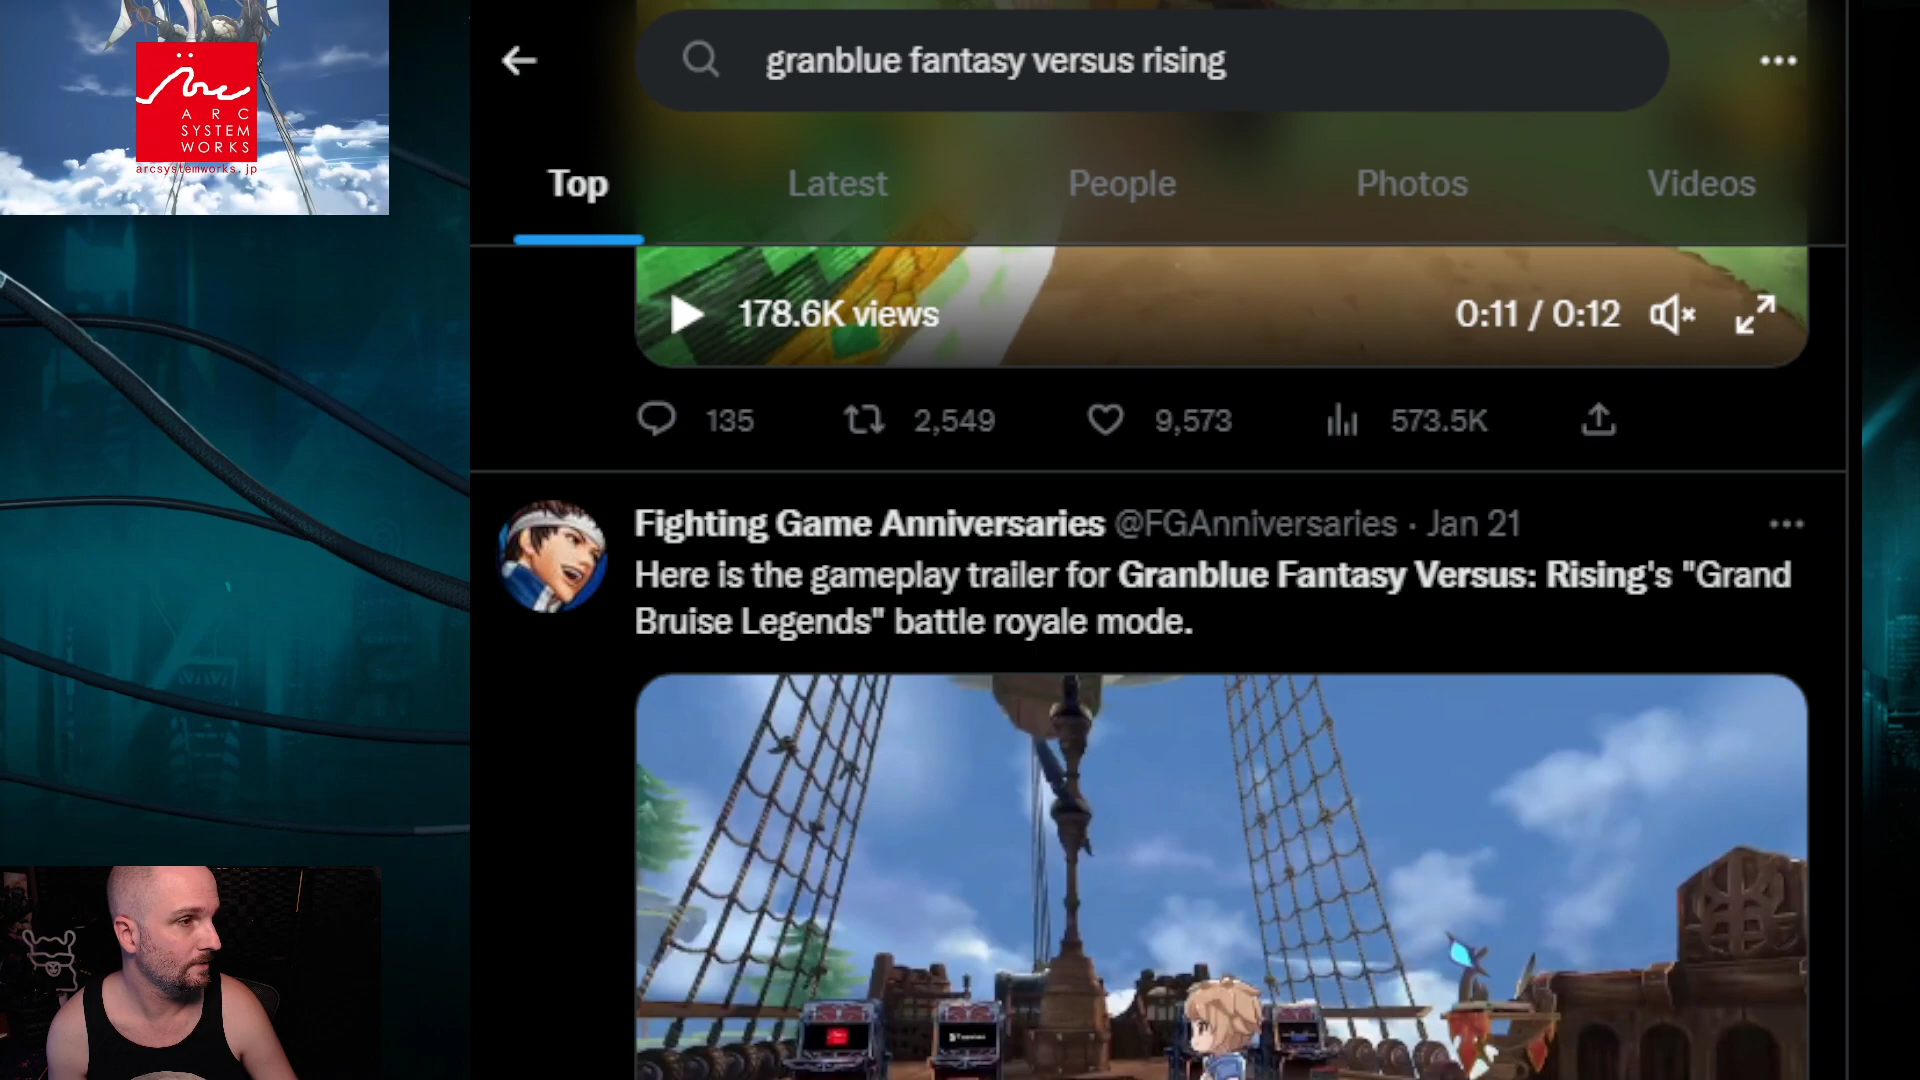 ARC
SYSTEM
WORKS
arcsystemworks.jp
granblue fantasy versus rising
Top
Latest
People
Photos
Videos
178.6K views
0:11 / 0:12
135
2,549
9,573
573.5K
Fighting Game Anniversaries @FGAnniversaries · Jan 21
Here is the gameplay trailer for Granblue Fantasy Versus: Rising's "Grand
Bruise Legends" battle royale mode.